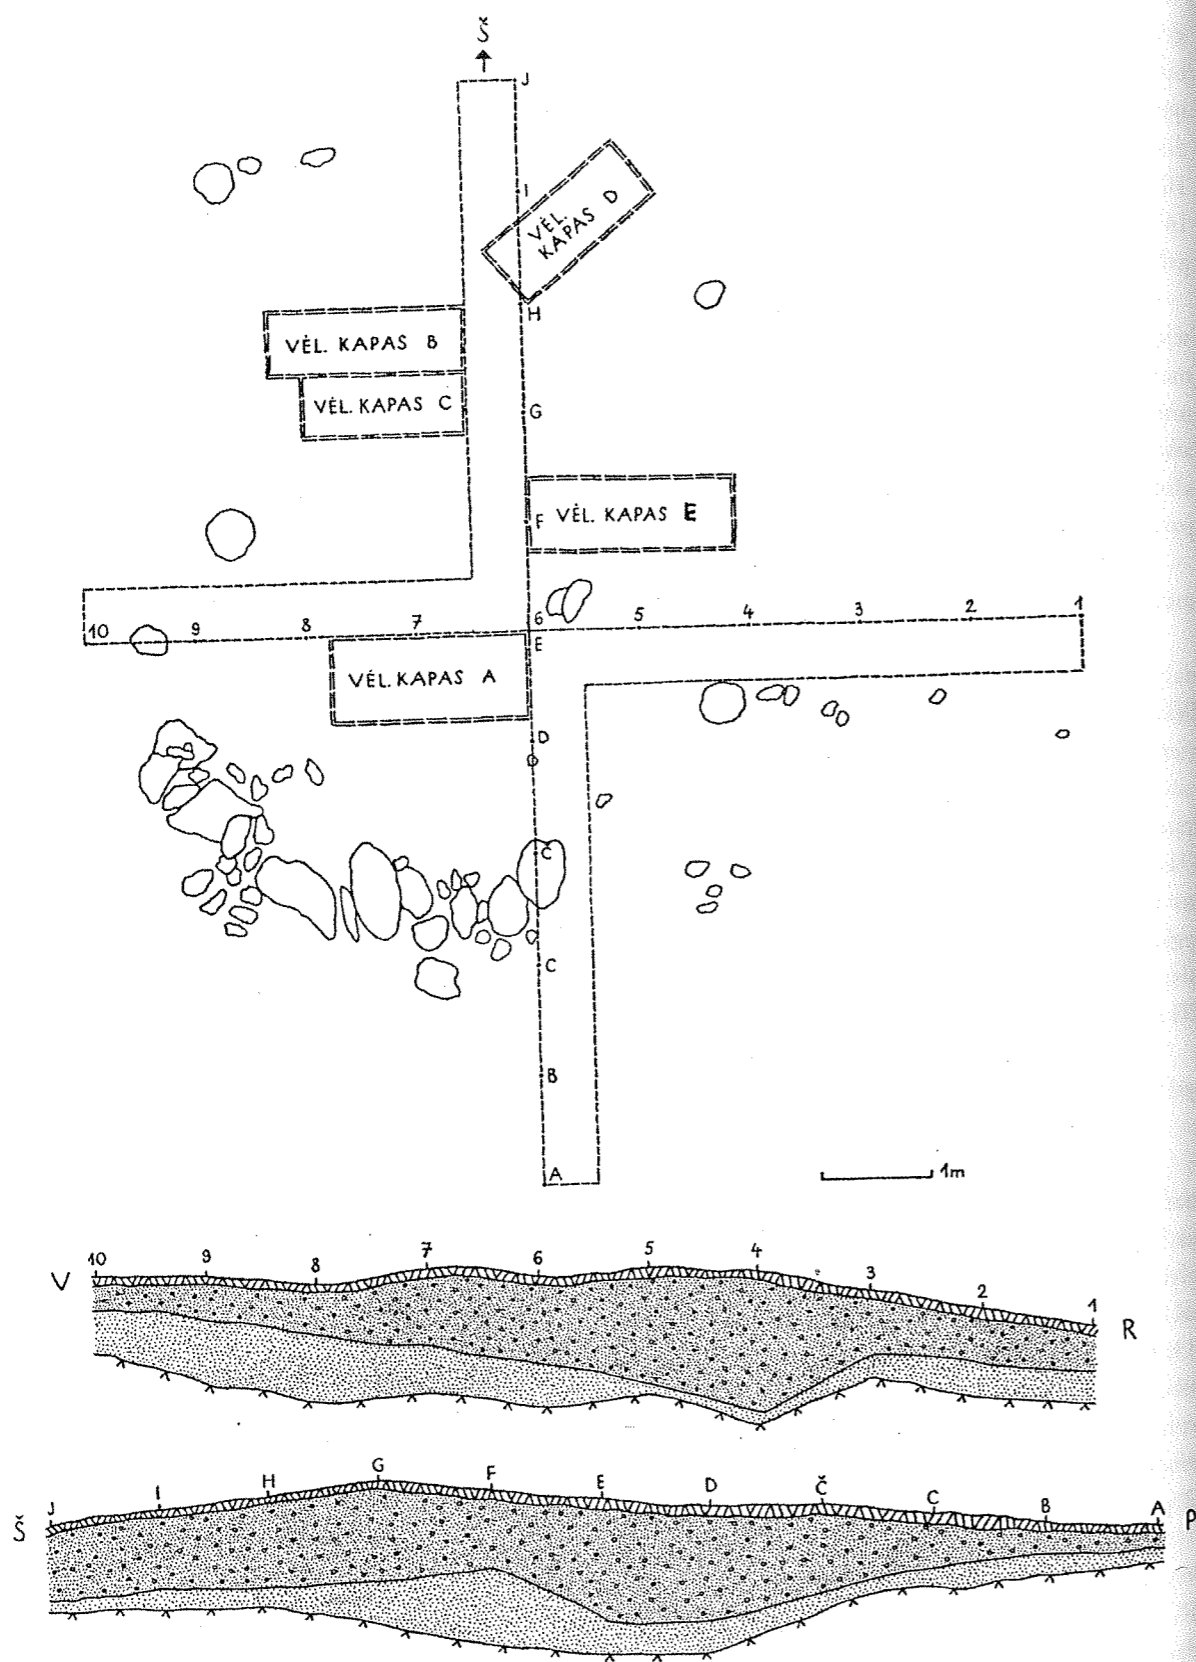 Š
J
I
VĖL.
KAPAS D
H
VĖL. KAPAS B
VĖL. KAPAS C
G
F VĖL. KAPAS E
10 9 8 7 6 5 4 3 2 1
E
VĖL. KAPAS A
D
C
C
B
A
1m
10 9 8 7 6 5 4 3 2 1
V R
J I H G F E D Č C B A
Š P